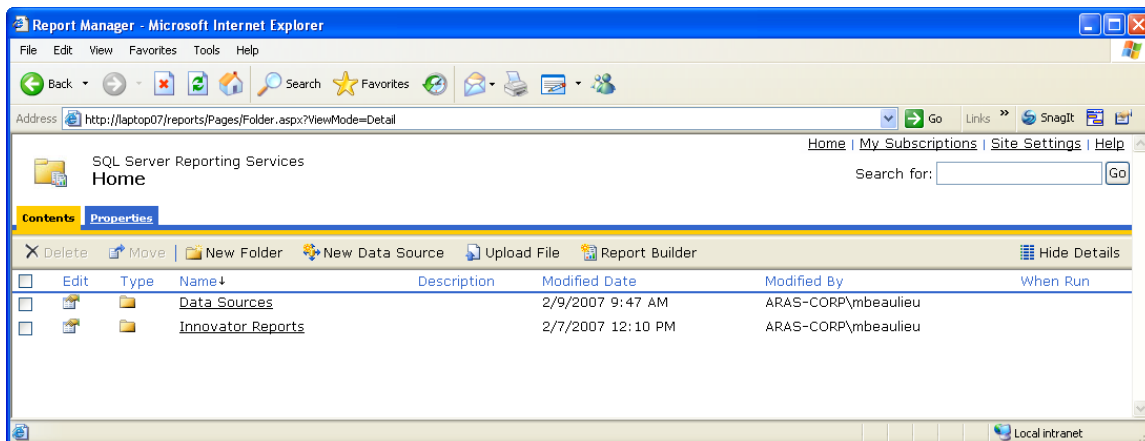 Report Manager - Microsoft Internet Explorer
File Edit View Favorites Tools Help
Back Search Favorites
Address http://laptop07/reports/Pages/Folder.aspx?ViewMode=Detail Go Links » SnagIt
Home | My Subscriptions | Site Settings | Help
SQL Server Reporting Services
Home
Search for: Go
Contents Properties
Delete Move | New Folder New Data Source Upload File Report Builder Hide Details
Edit Type Name↓ Description Modified Date Modified By When Run
Data Sources 2/9/2007 9:47 AM ARAS-CORP\mbeaulieu
Innovator Reports 2/7/2007 12:10 PM ARAS-CORP\mbeaulieu
Local intranet